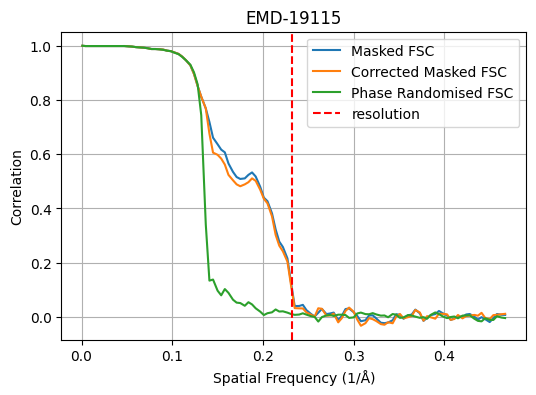 EMD-19115
Masked FSC
Corrected Masked FSC
Phase Randomised FSC
resolution
Correlation
1.0
0.8
0.6
0.4
0.2
0.0
0.0 0.1 0.2 0.3 0.4
Spatial Frequency (1/Å)